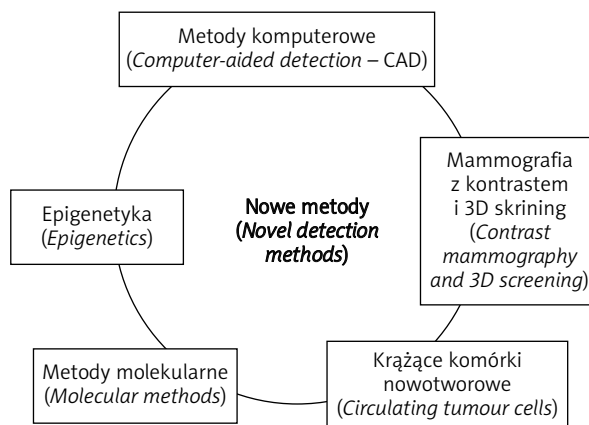 Metody komputerowe
(Computer-aided detection – CAD)
Mammografia
z kontrastem
i 3D skrining
(Contrast
mammography
and 3D screening)
Nowe metody
(Novel detection
methods)
Epigenetyka
(Epigenetics)
Metody molekularne
(Molecular methods)
Krążące komórki
nowotworowe
(Circulating tumour cells)